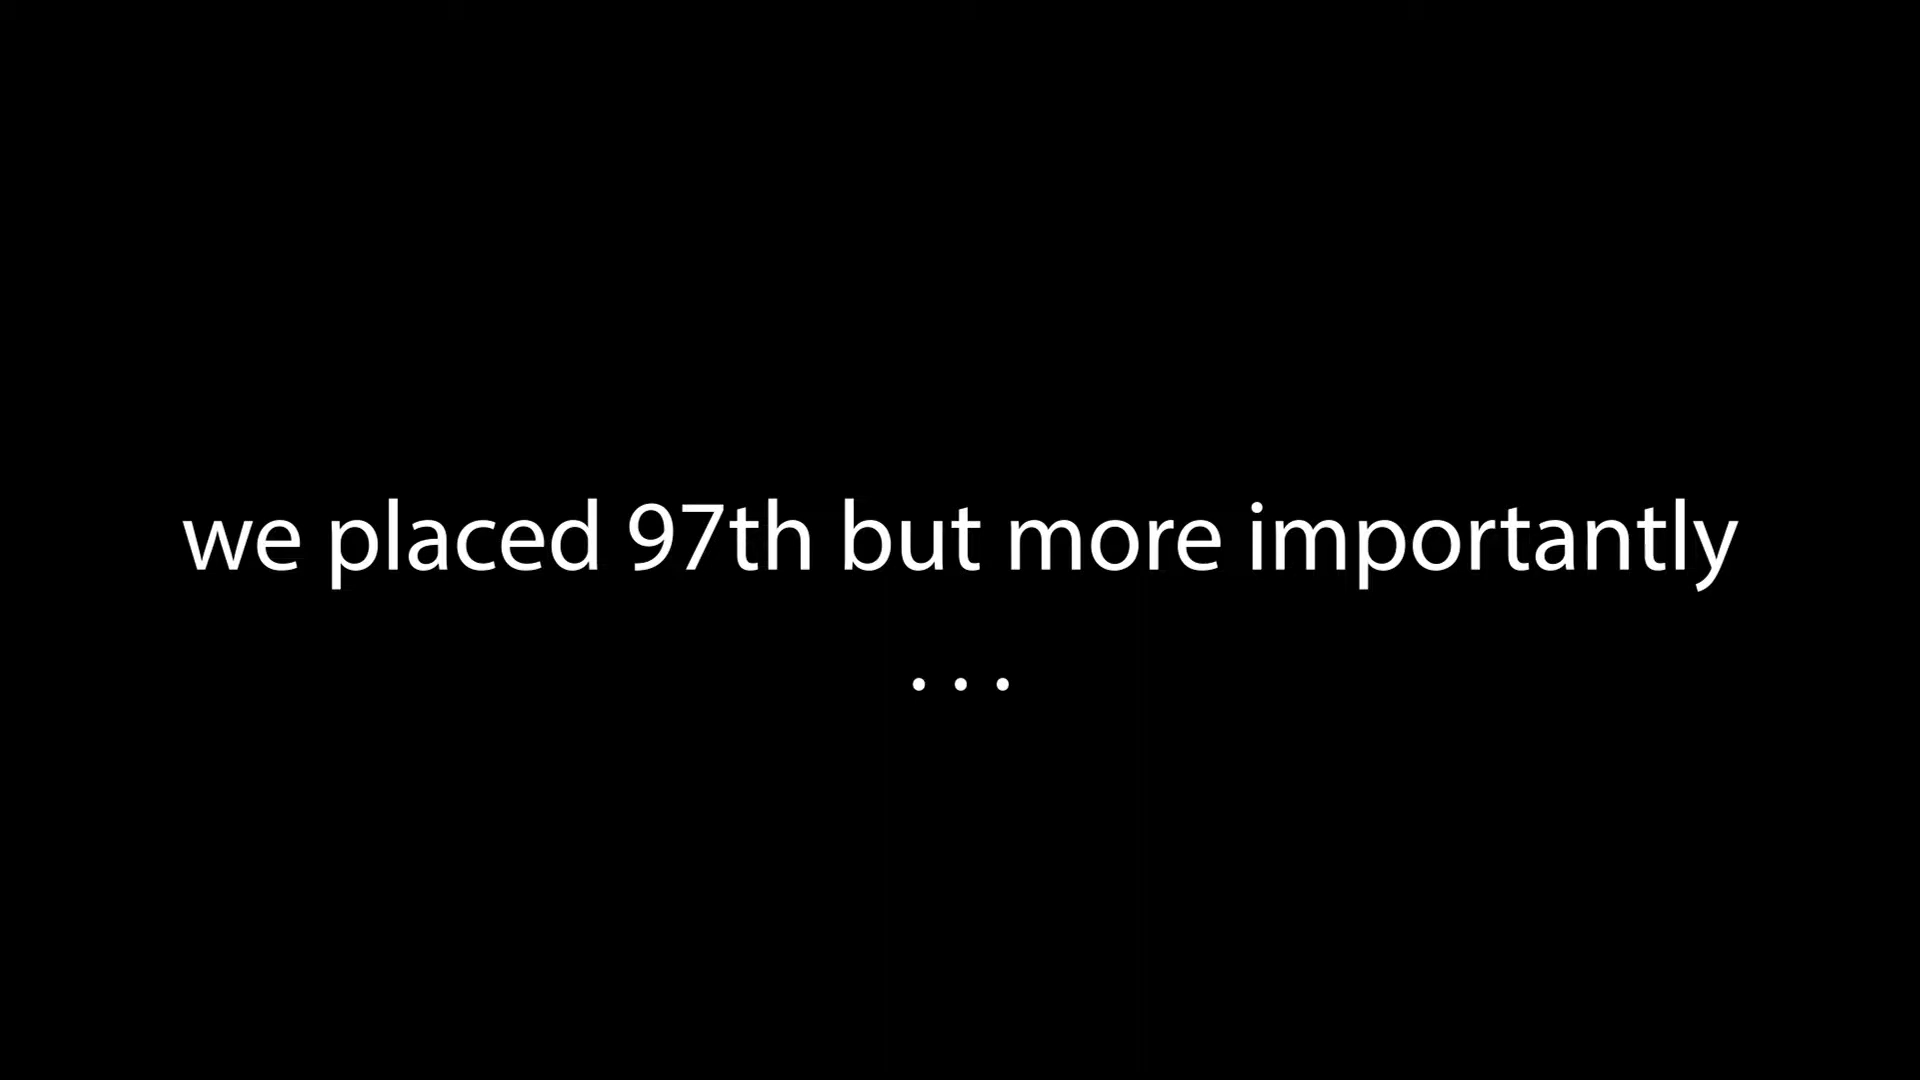 we placed 97th but more importantly
. . .